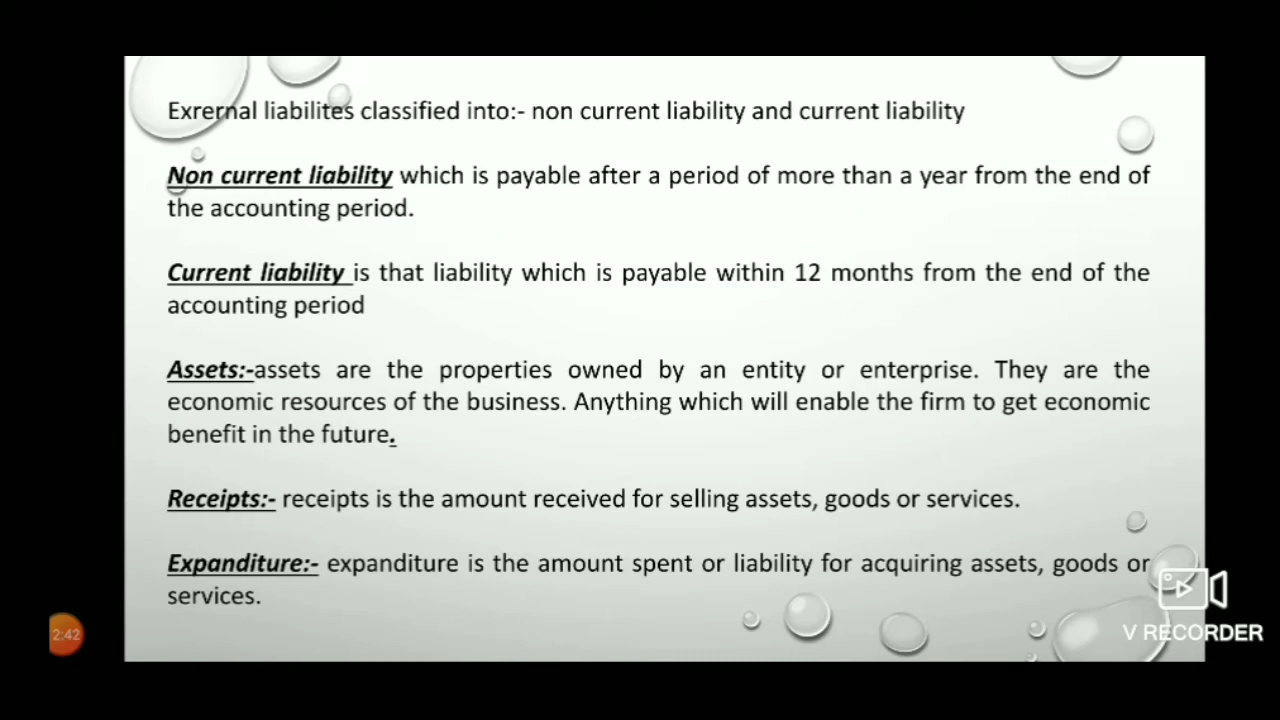 Exrernal liabilites classified into:- non current liability and current liability
Non current liability which is payable after a period of more than a year from the end of
the accounting period.
Current liability is that liability which is payable within 12 months from the end of the
accounting period
Assets:-assets are the properties owned by an entity or enterprise. They are the
economic resources of the business. Anything which will enable the firm to get economic
benefit in the future.
Receipts:- receipts is the amount received for selling assets, goods or services.
Expanditure:- expanditure is the amount spent or liability for acquiring assets, goods or
services.
2:42
V RECORDER